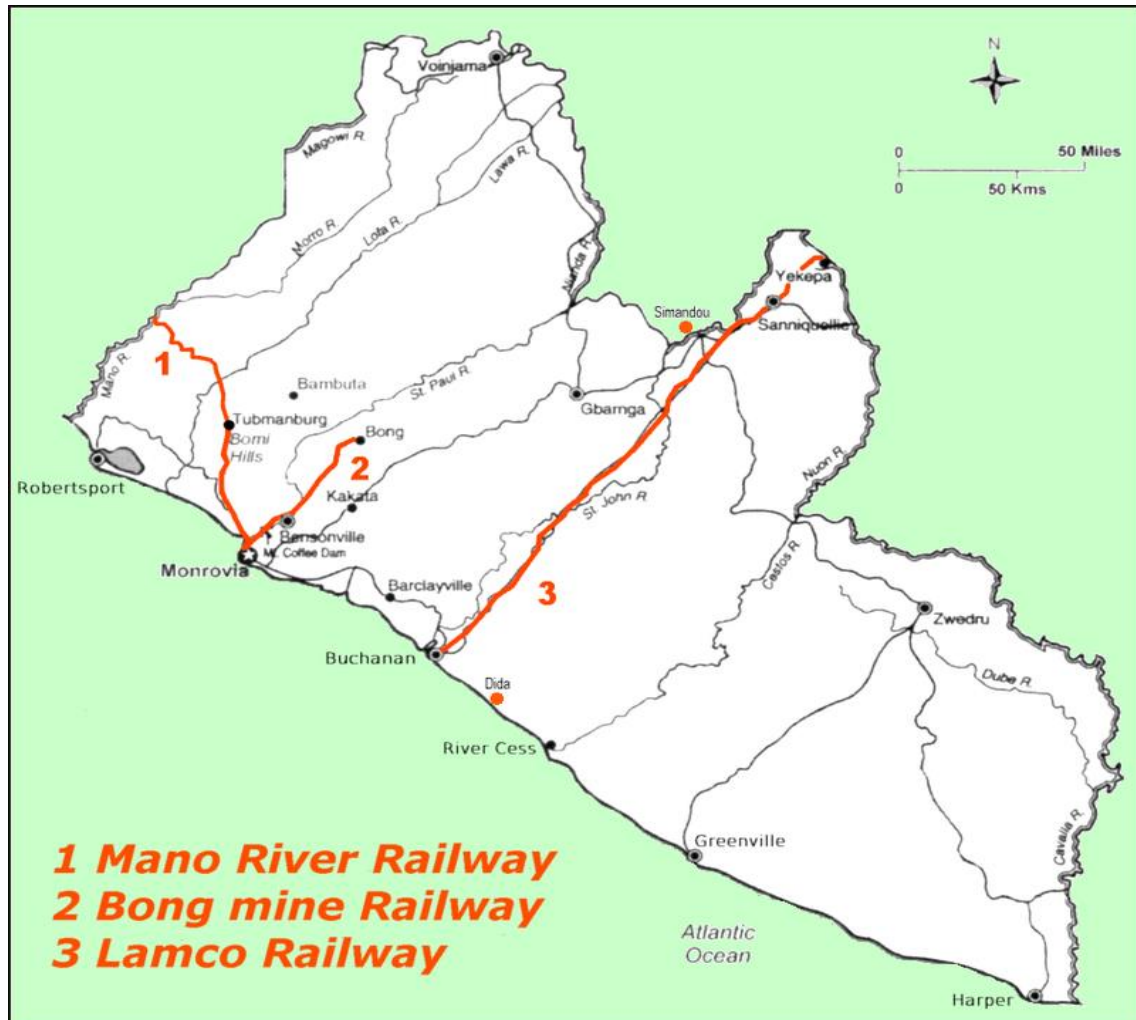 N
Voinjama
Magowi R.
0 50 Miles
0 50 Kms
Lawa R.
Morro R.
Lofa R.
Nianda R.
Yekepa
Simandou
Sanniquellie
Mano R.
1
St. Paul R.
Bambuta
Gbarnga
Tubmanburg
Bomi
Hills
Bong
2
Nuon R.
Robertsport
Kakata
St. John R.
Bensonville
Mt. Coffee Dam
Monrovia
Cestos R.
Barclayville
3
Zwedru
Buchanan
Dube R.
Dida
River Cess
Cavalla R.
Greenville
1 Mano River Railway
2 Bong mine Railway
3 Lamco Railway
Atlantic
Ocean
Harper